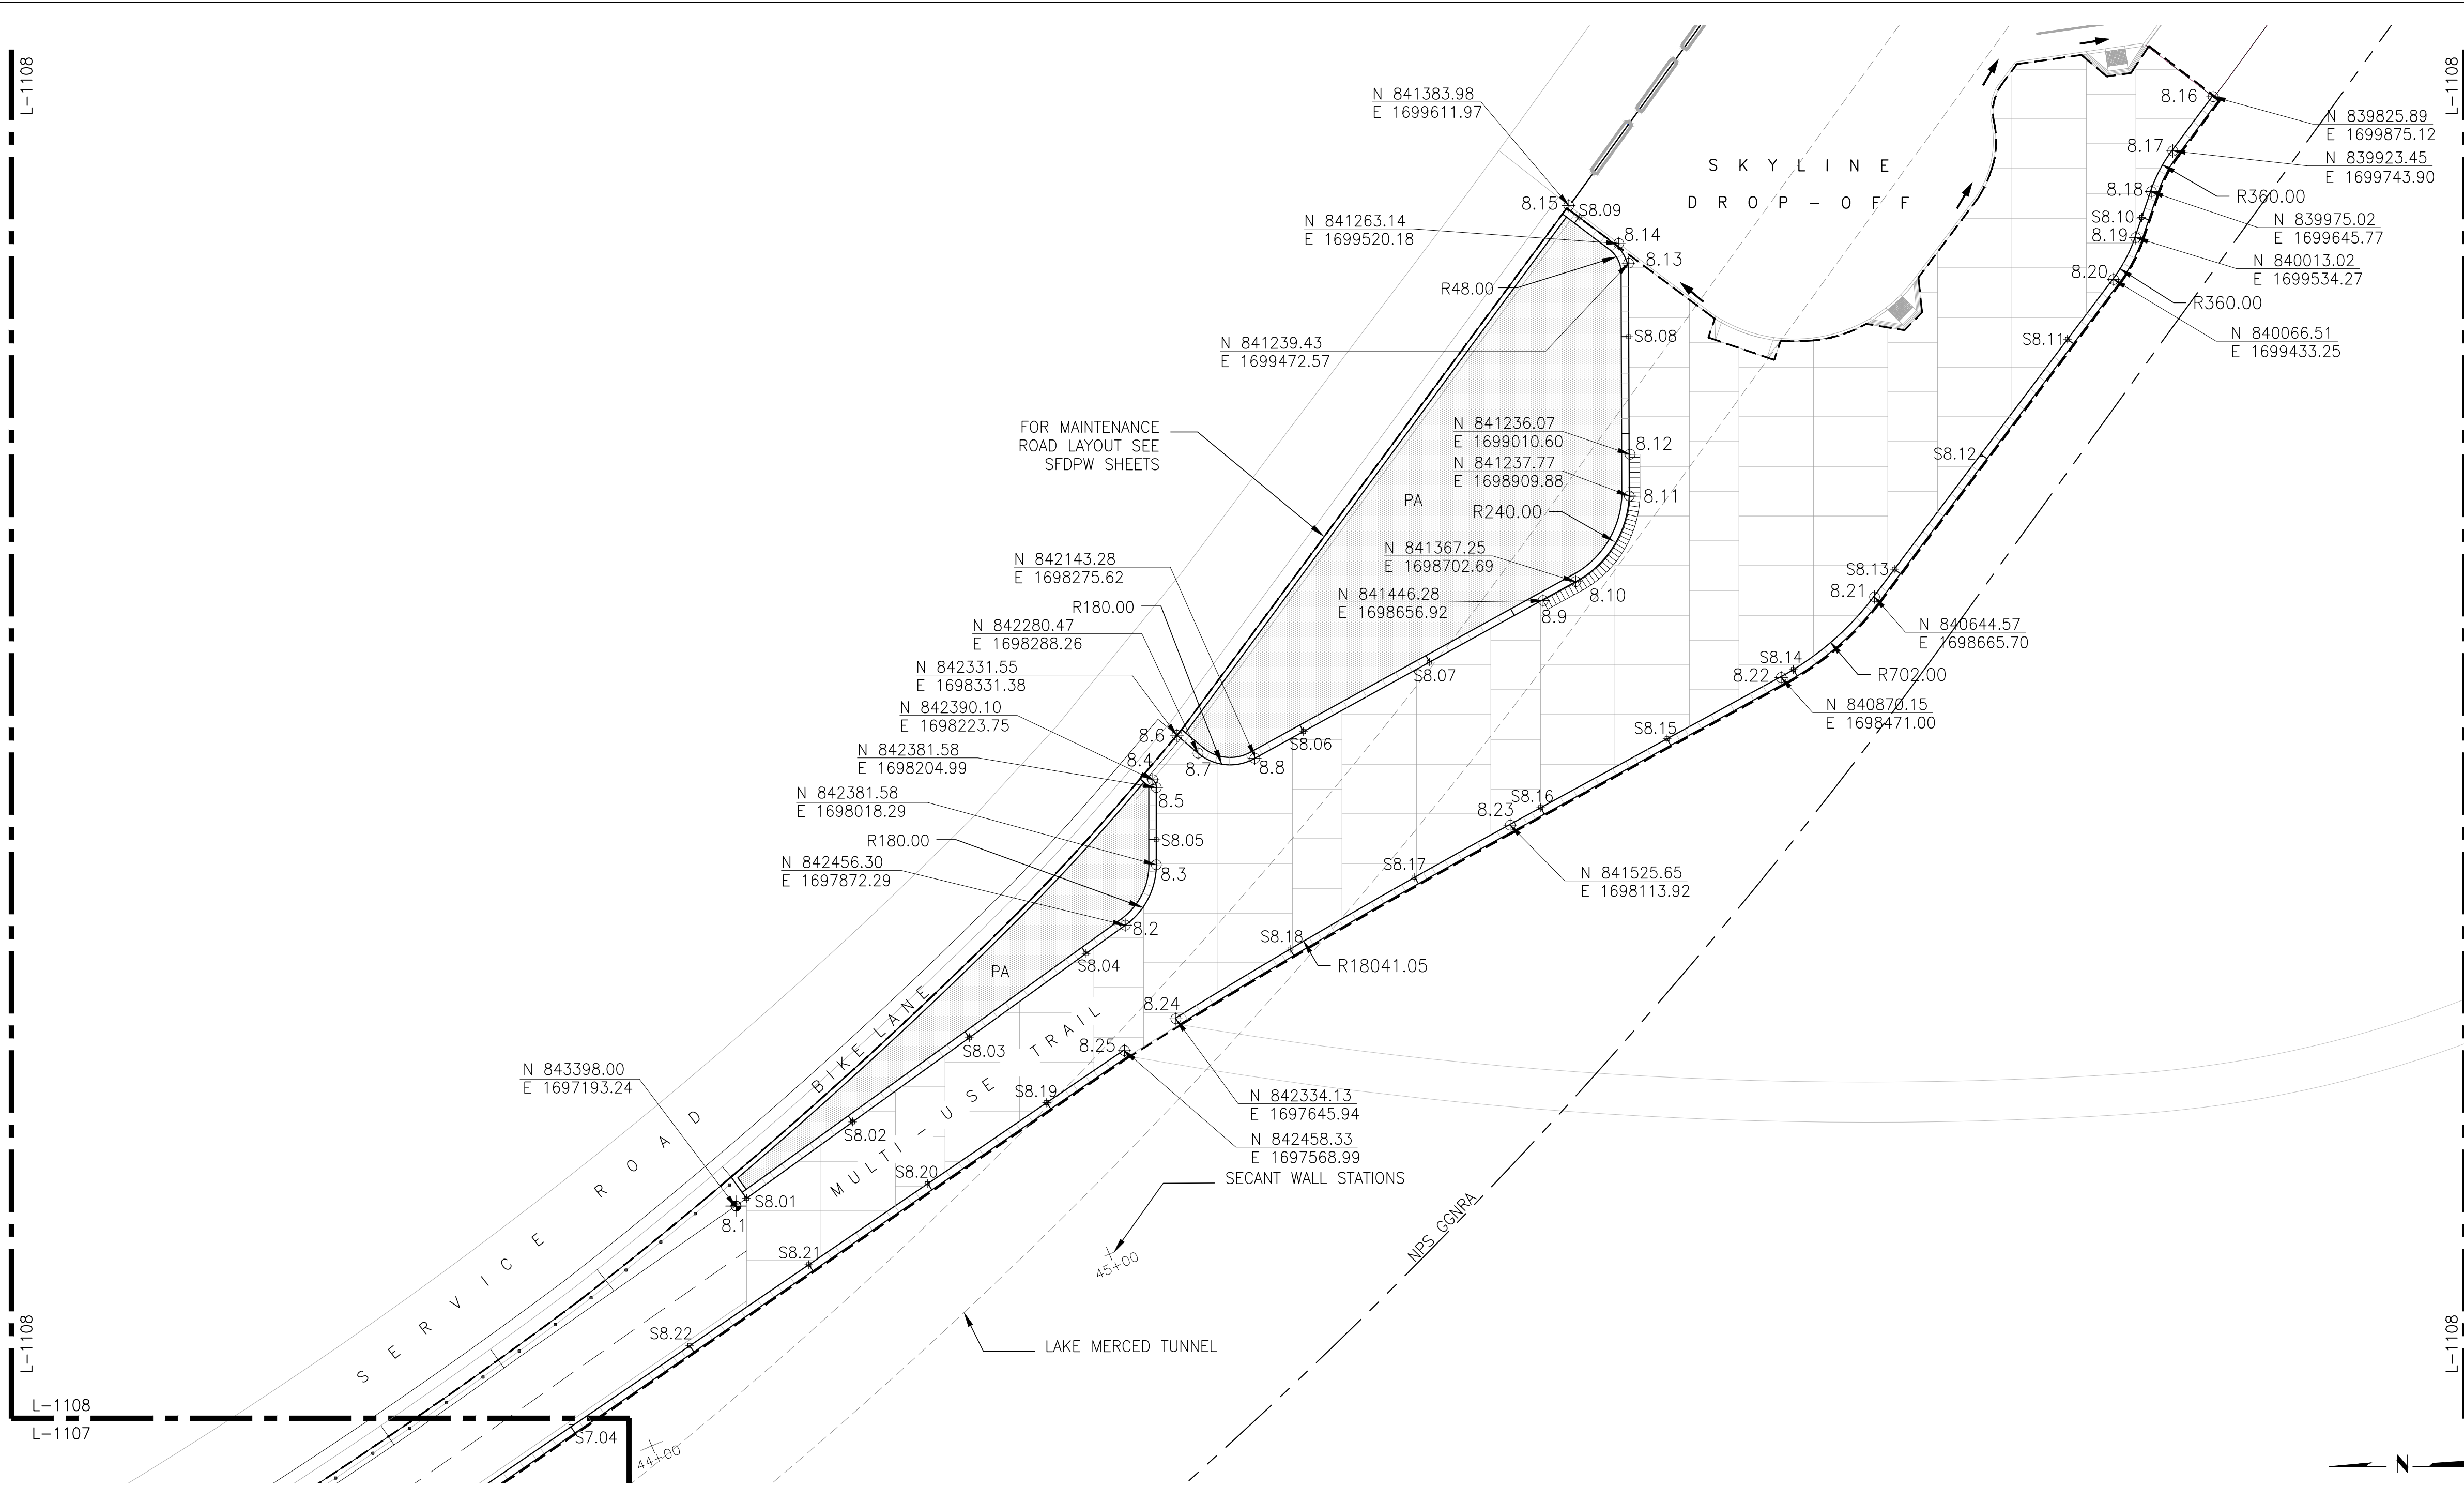 L-1108
L-1108
N 841383.98
E 1699611.97
SKYLINE
DROP-OFF
8.16
N 839825.89
E 1699875.12
8.17
N 839923.45
E 1699743.90
8.18
R360.00
S8.10
N 839975.02
E 1699645.77
8.19
N 840013.02
E 1699534.27
8.20
R360.00
N 840066.51
E 1699433.25
8.15
S8.09
N 841263.14
E 1699520.18
8.14
8.13
R48.00
N 841239.43
E 1699472.57
S8.08
S8.11
FOR MAINTENANCE
ROAD LAYOUT SEE
SFDPW SHEETS
N 841236.07
E 1699010.60
8.12
N 841237.77
E 1698909.88
8.11
S8.12
PA
R240.00
N 841367.25
E 1698702.69
8.10
N 841446.28
E 1698656.92
8.9
S8.13
8.21
N 840644.57
E 1698665.70
N 842143.28
E 1698275.62
R180.00
N 842280.47
E 1698288.26
N 842331.55
E 1698331.38
S8.07
S8.14
8.22
R702.00
N 840870.15
E 1698471.00
N 842390.10
E 1698223.75
8.6
S8.06
S8.15
8.4
8.7
8.8
N 842381.58
E 1698204.99
8.5
N 842381.58
E 1698018.29
S8.16
8.23
R180.00
S8.05
N 842456.30
E 1697872.29
8.3
S8.17
N 841525.65
E 1698113.92
8.2
S8.04
S8.18
R18041.05
PA
8.24
BIKE LANE
S8.03
MULTI-USE TRAIL
8.25
N 843398.00
E 1697193.24
S8.19
N 842334.13
E 1697645.94
S8.02
N 842458.33
E 1697568.99
SERVICE ROAD
S8.20
SECANT WALL STATIONS
S8.01
8.1
NPS GGNRA
S8.21
45+00
S8.22
LAKE MERCED TUNNEL
L-1108
L-1108
L-1108
L-1107
S7.04
44+00
N